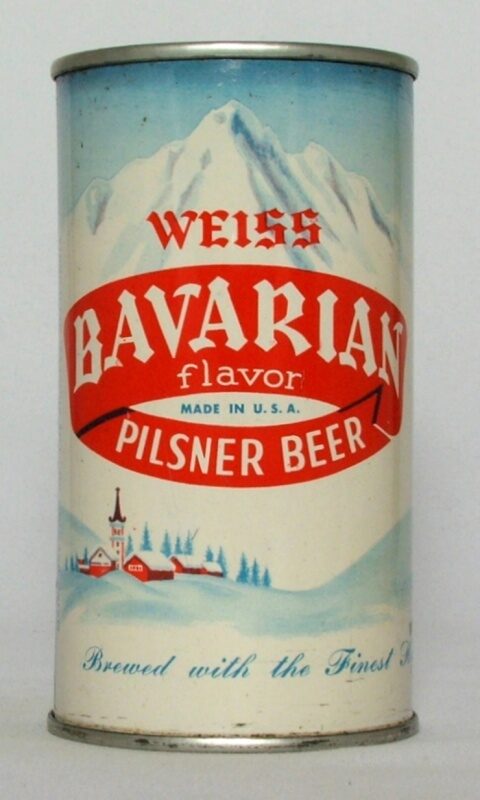 WEISS
BAVARIAN
flavor
MADE IN U.S.A.
PILSNER BEER
Brewed with the Finest